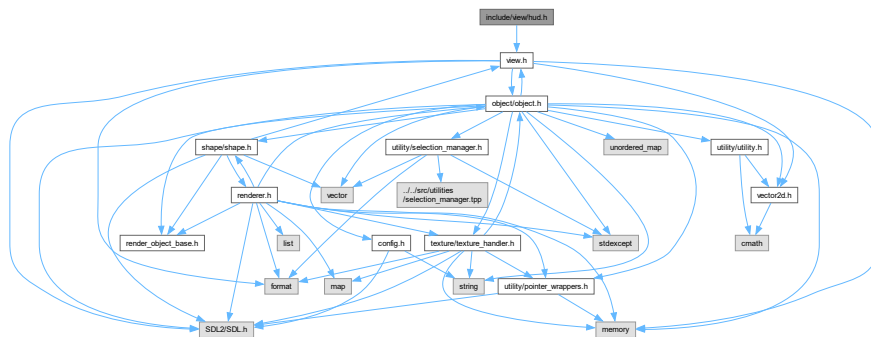 include/view/hud.h
view.h
object/object.h
shape/shape.h
utility/selection_manager.h
unordered_map
utility/utility.h
renderer.h
vector
../../src/utilities
/selection_manager.tpp
vector2d.h
render_object_base.h
list
config.h
texture/texture_handler.h
stdexcept
cmath
format
map
string
utility/pointer_wrappers.h
SDL2/SDL.h
memory